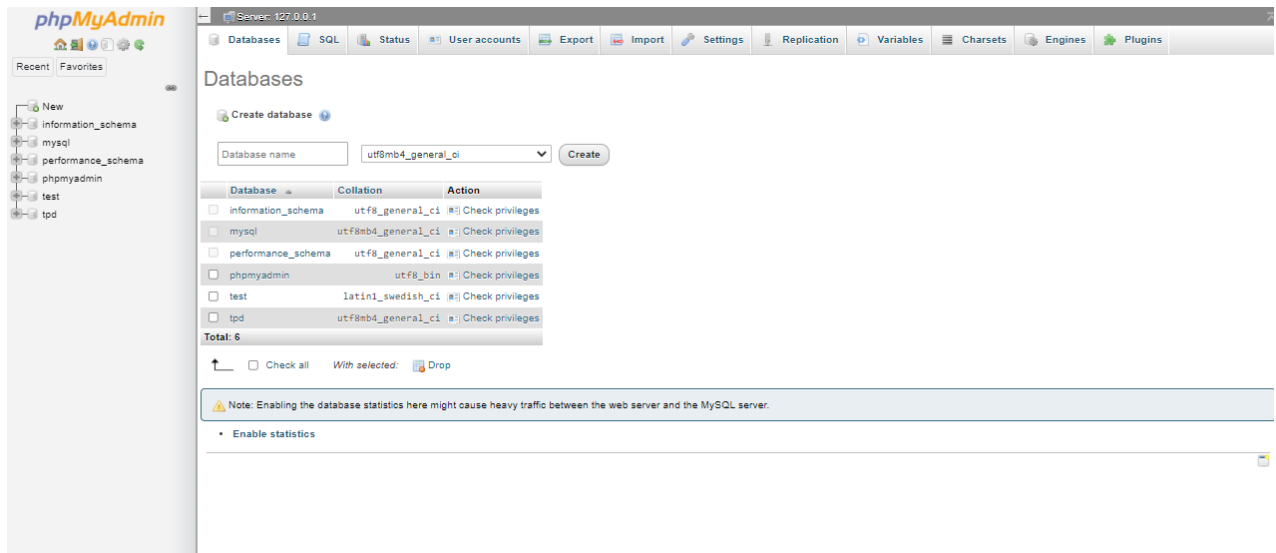 phpMyAdmin
Recent Favorites
New
information_schema
mysql
performance_schema
phpmyadmin
test
tpd
Server: 127.0.0.1
Databases SQL Status User accounts Export Import Settings Replication Variables Charsets Engines Plugins
Databases
Create database
Database name utf8mb4_general_ci Create
Database Collation Action
information_schema utf8_general_ci Check privileges
mysql utf8mb4_general_ci Check privileges
performance_schema utf8_general_ci Check privileges
phpmyadmin utf8_bin Check privileges
test latin1_swedish_ci Check privileges
tpd utf8mb4_general_ci Check privileges
Total: 6
Check all With selected: Drop
Note: Enabling the database statistics here might cause heavy traffic between the web server and the MySQL server.
• Enable statistics